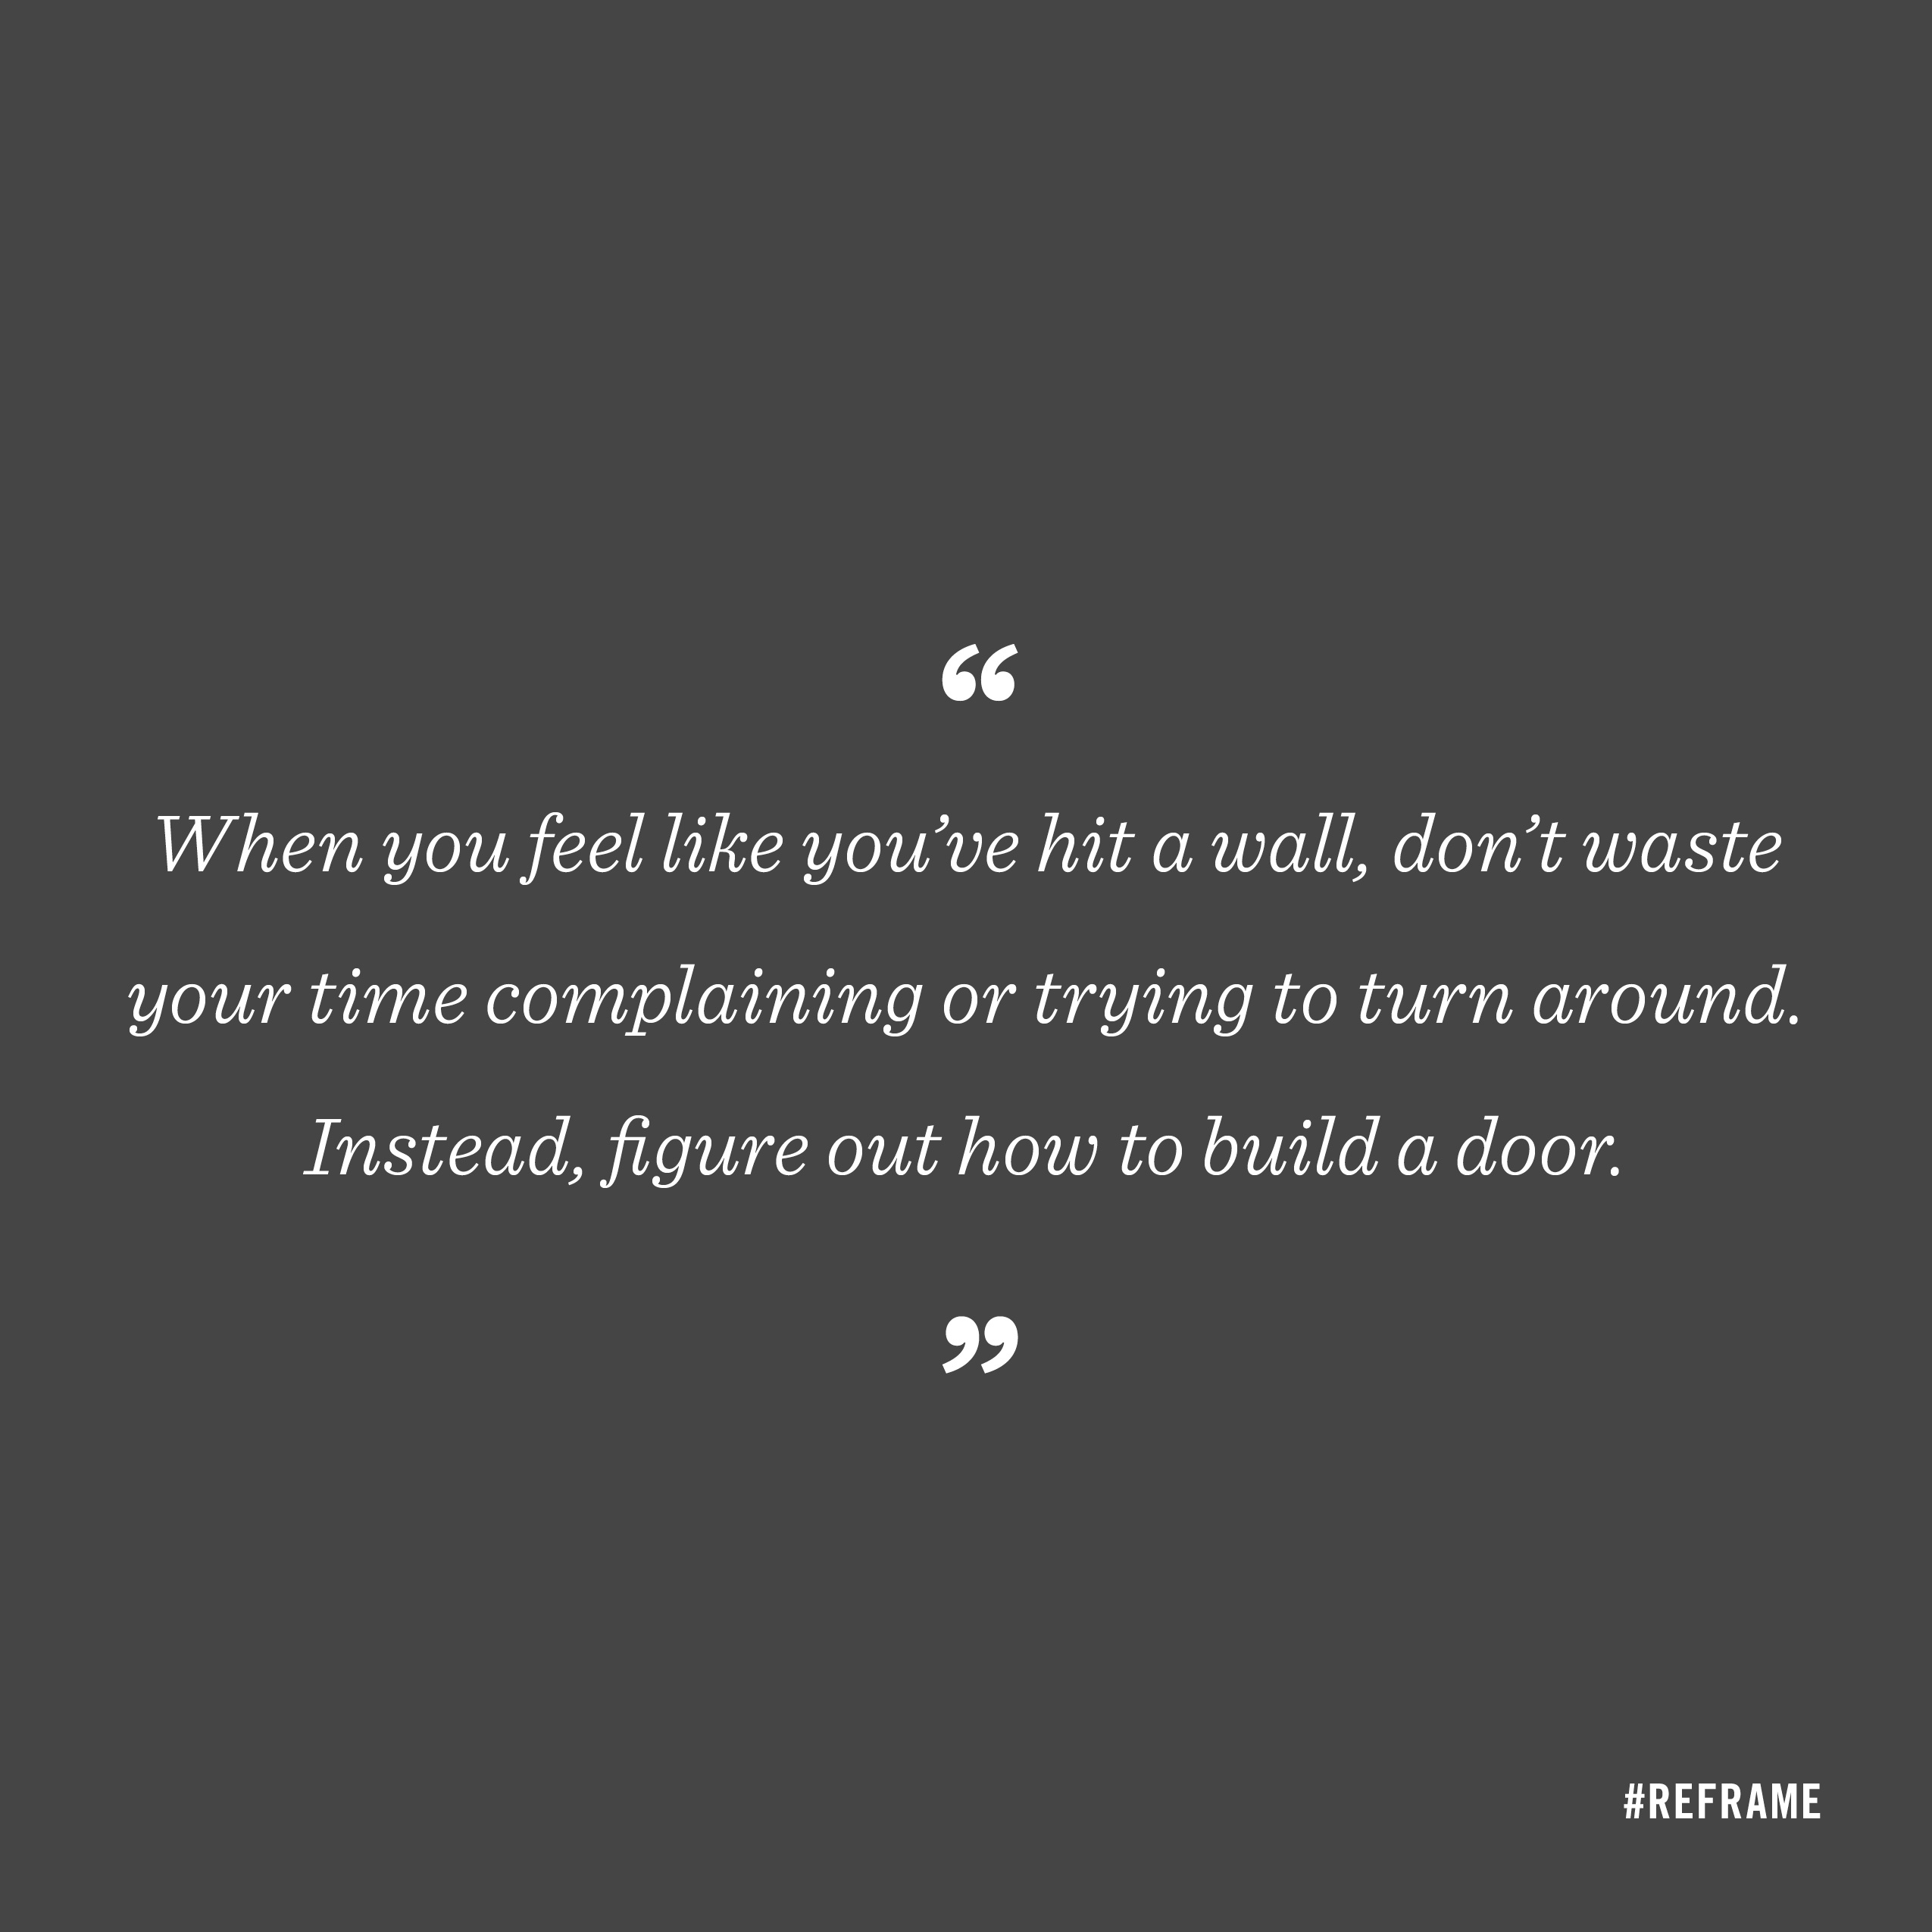 “
When you feel like you’ve hit a wall, don’t waste
your time complaining or trying to turn around.
Instead, figure out how to build a door.
”
#REFRAME